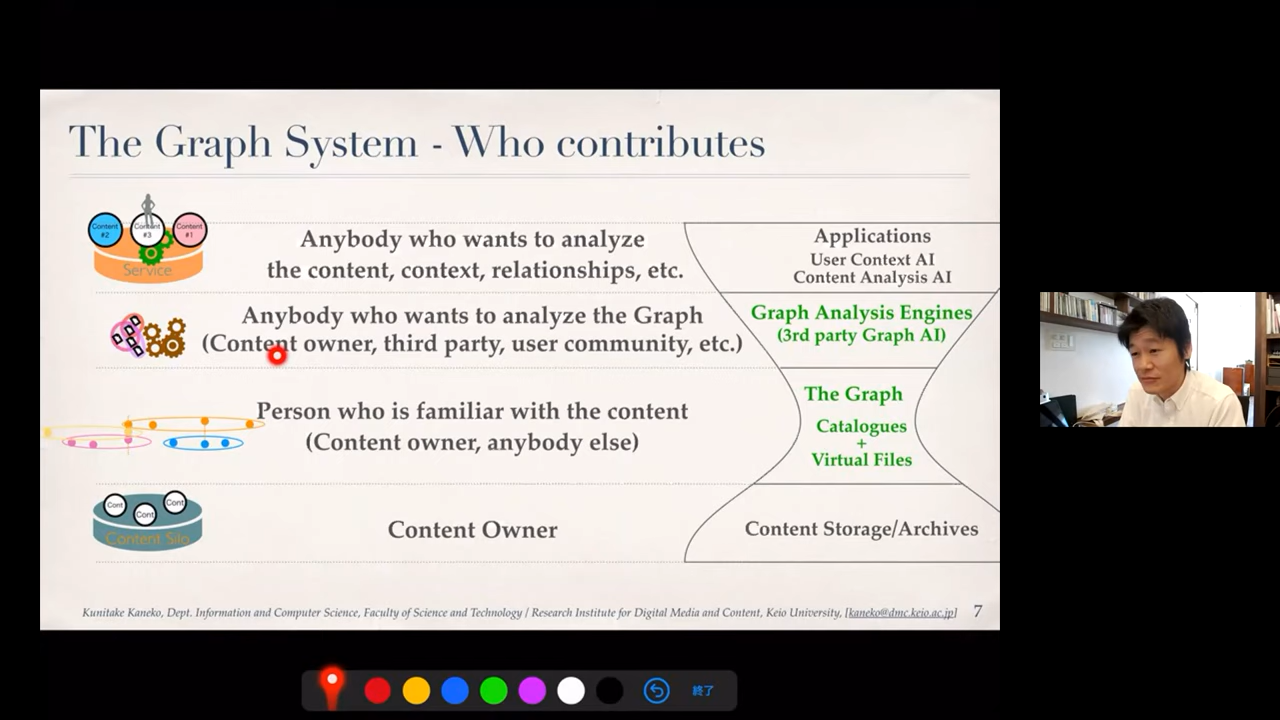 The Graph System - Who contributes
Content #2
Content #3
Content #1
Service
Anybody who wants to analyze
the content, context, relationships, etc.
Applications
User Context AI
Content Analysis AI
Anybody who wants to analyze the Graph
(Content owner, third party, user community, etc.)
Graph Analysis Engines
(3rd party Graph AI)
Person who is familiar with the content
(Content owner, anybody else)
The Graph
Catalogues
+
Virtual Files
Cont
Cont
Cont
Content Silo
Content Owner
Content Storage/Archives
Kunitake Kaneko, Dept. Information and Computer Science, Faculty of Science and Technology / Research Institute for Digital Media and Content, Keio University, [kaneko@dmc.keio.ac.jp]
7
終了